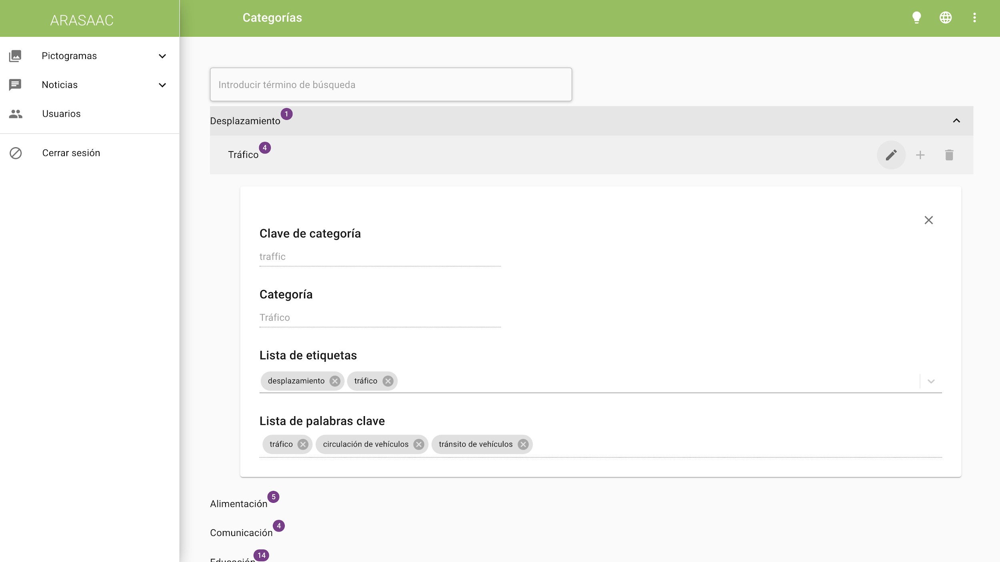 ARASAAC
Categorías
Pictogramas
Noticias
Usuarios
Cerrar sesión
Introducir término de búsqueda
Desplazamiento 1
Tráfico 4
Clave de categoría
traffic
Categoría
Tráfico
Lista de etiquetas
desplazamiento tráfico
Lista de palabras clave
tráfico circulación de vehículos tránsito de vehículos
Alimentación 5
Comunicación 4
Educación 14